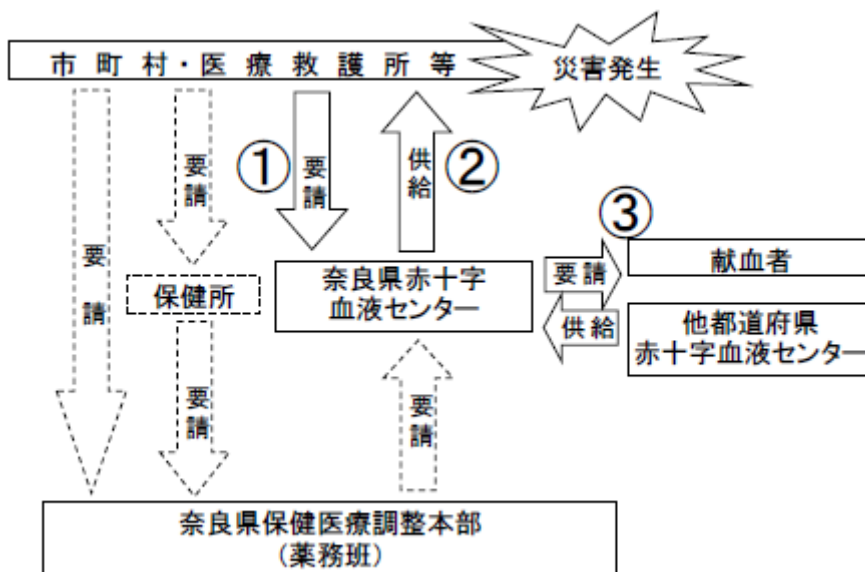 市町村・医療救護所等
災害発生
要請
要請
①
要請
供給
②
③
保健所
奈良県赤十字
血液センター
要請
献血者
供給
他都道府県
赤十字血液センター
要請
要請
奈良県保健医療調整本部
（薬務班）